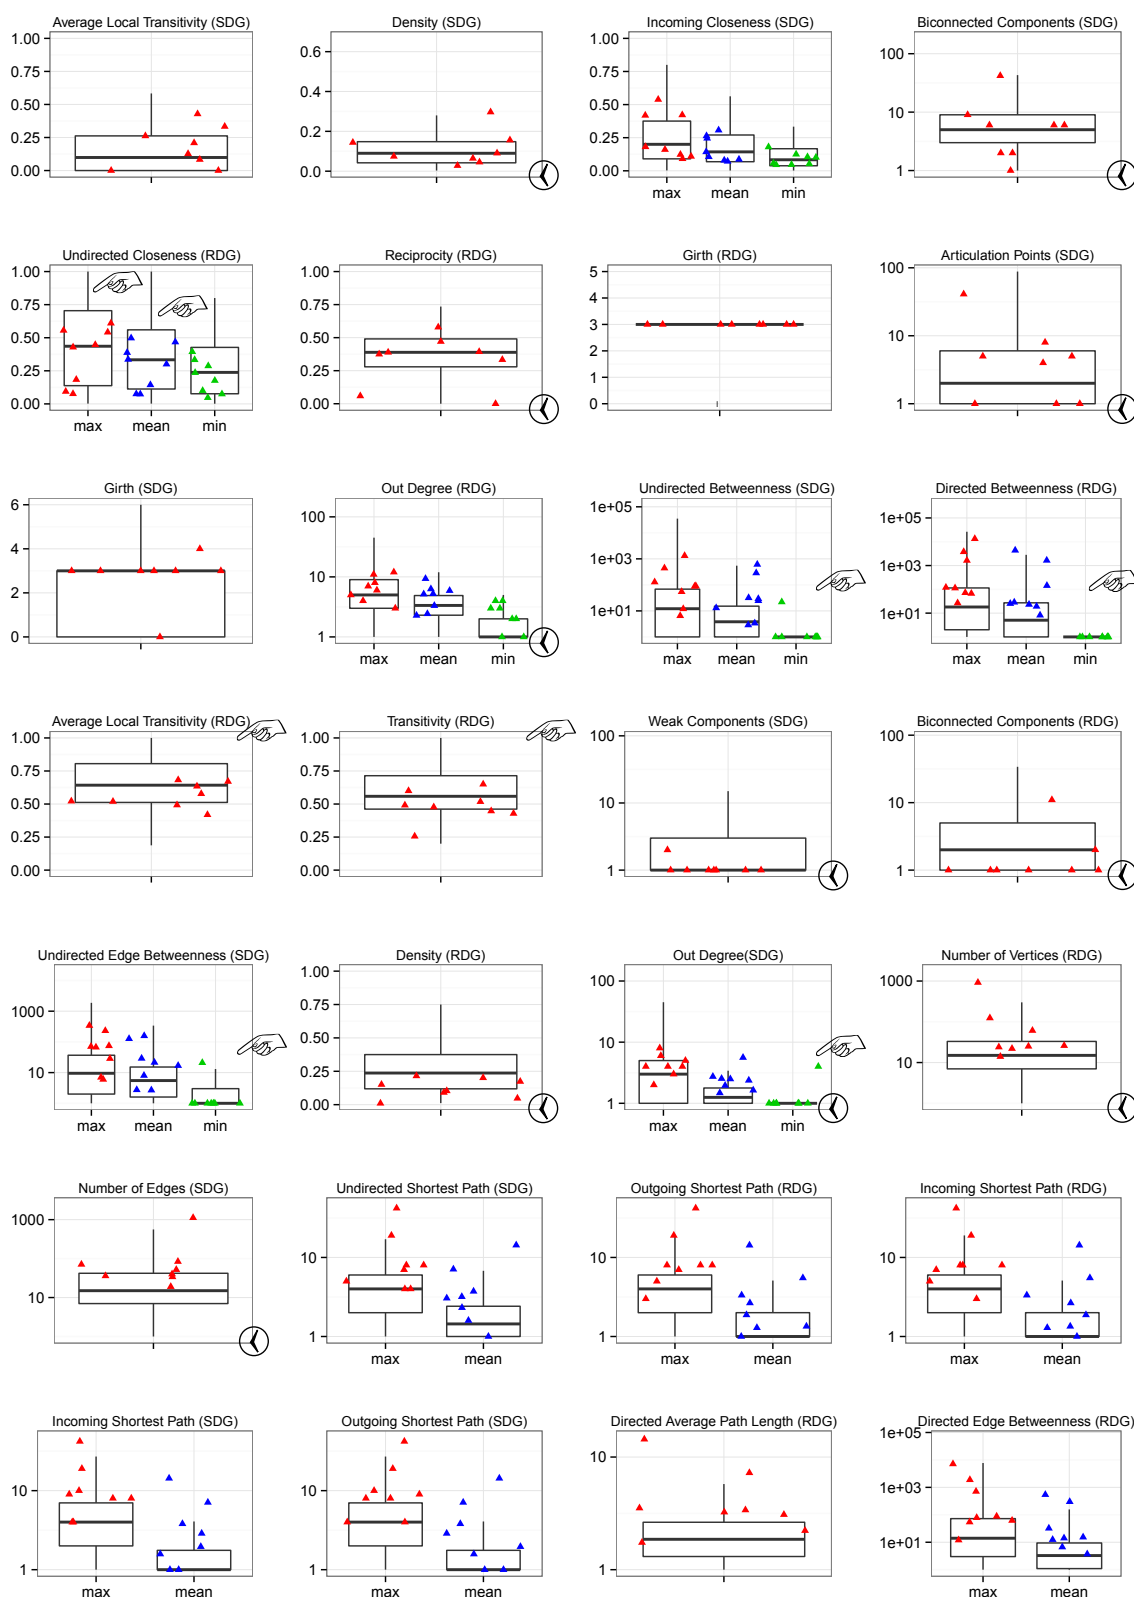 Average Local Transitivity (SDG)
1.00
0.75
0.50
0.25
0.00
Density (SDG)
0.6
0.4
0.2
0.0
Incoming Closeness (SDG)
1.00
0.75
0.50
0.25
0.00
max mean min
Biconnected Components (SDG)
100
10
1
Undirected Closeness (RDG)
1.00
0.75
0.50
0.25
0.00
max mean min
Reciprocity (RDG)
1.00
0.75
0.50
0.25
0.00
Girth (RDG)
5
4
3
2
1
0
Articulation Points (SDG)
100
10
1
Girth (SDG)
6
4
2
0
Out Degree (RDG)
100
10
1
max mean min
Undirected Betweenness (SDG)
1e+05
1e+03
1e+01
max mean min
Directed Betweenness (RDG)
1e+05
1e+03
1e+01
max mean min
Average Local Transitivity (RDG)
1.00
0.75
0.50
0.25
0.00
Transitivity (RDG)
1.00
0.75
0.50
0.25
0.00
Weak Components (SDG)
100
10
1
Biconnected Components (RDG)
100
10
1
Undirected Edge Betweenness (SDG)
1000
10
max mean min
Density (RDG)
1.00
0.75
0.50
0.25
0.00
Out Degree(SDG)
100
10
1
max mean min
Number of Vertices (RDG)
1000
10
Number of Edges (SDG)
1000
10
Undirected Shortest Path (SDG)
10
1
max mean
Outgoing Shortest Path (RDG)
10
1
max mean
Incoming Shortest Path (RDG)
10
1
max mean
Incoming Shortest Path (SDG)
10
1
max mean
Outgoing Shortest Path (SDG)
10
1
max mean
Directed Average Path Length (RDG)
10
1
Directed Edge Betweenness (RDG)
1e+05
1e+03
1e+01
max mean